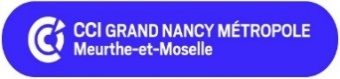 CCI GRAND NANCY MÉTROPOLE
Meurthe-et-Moselle